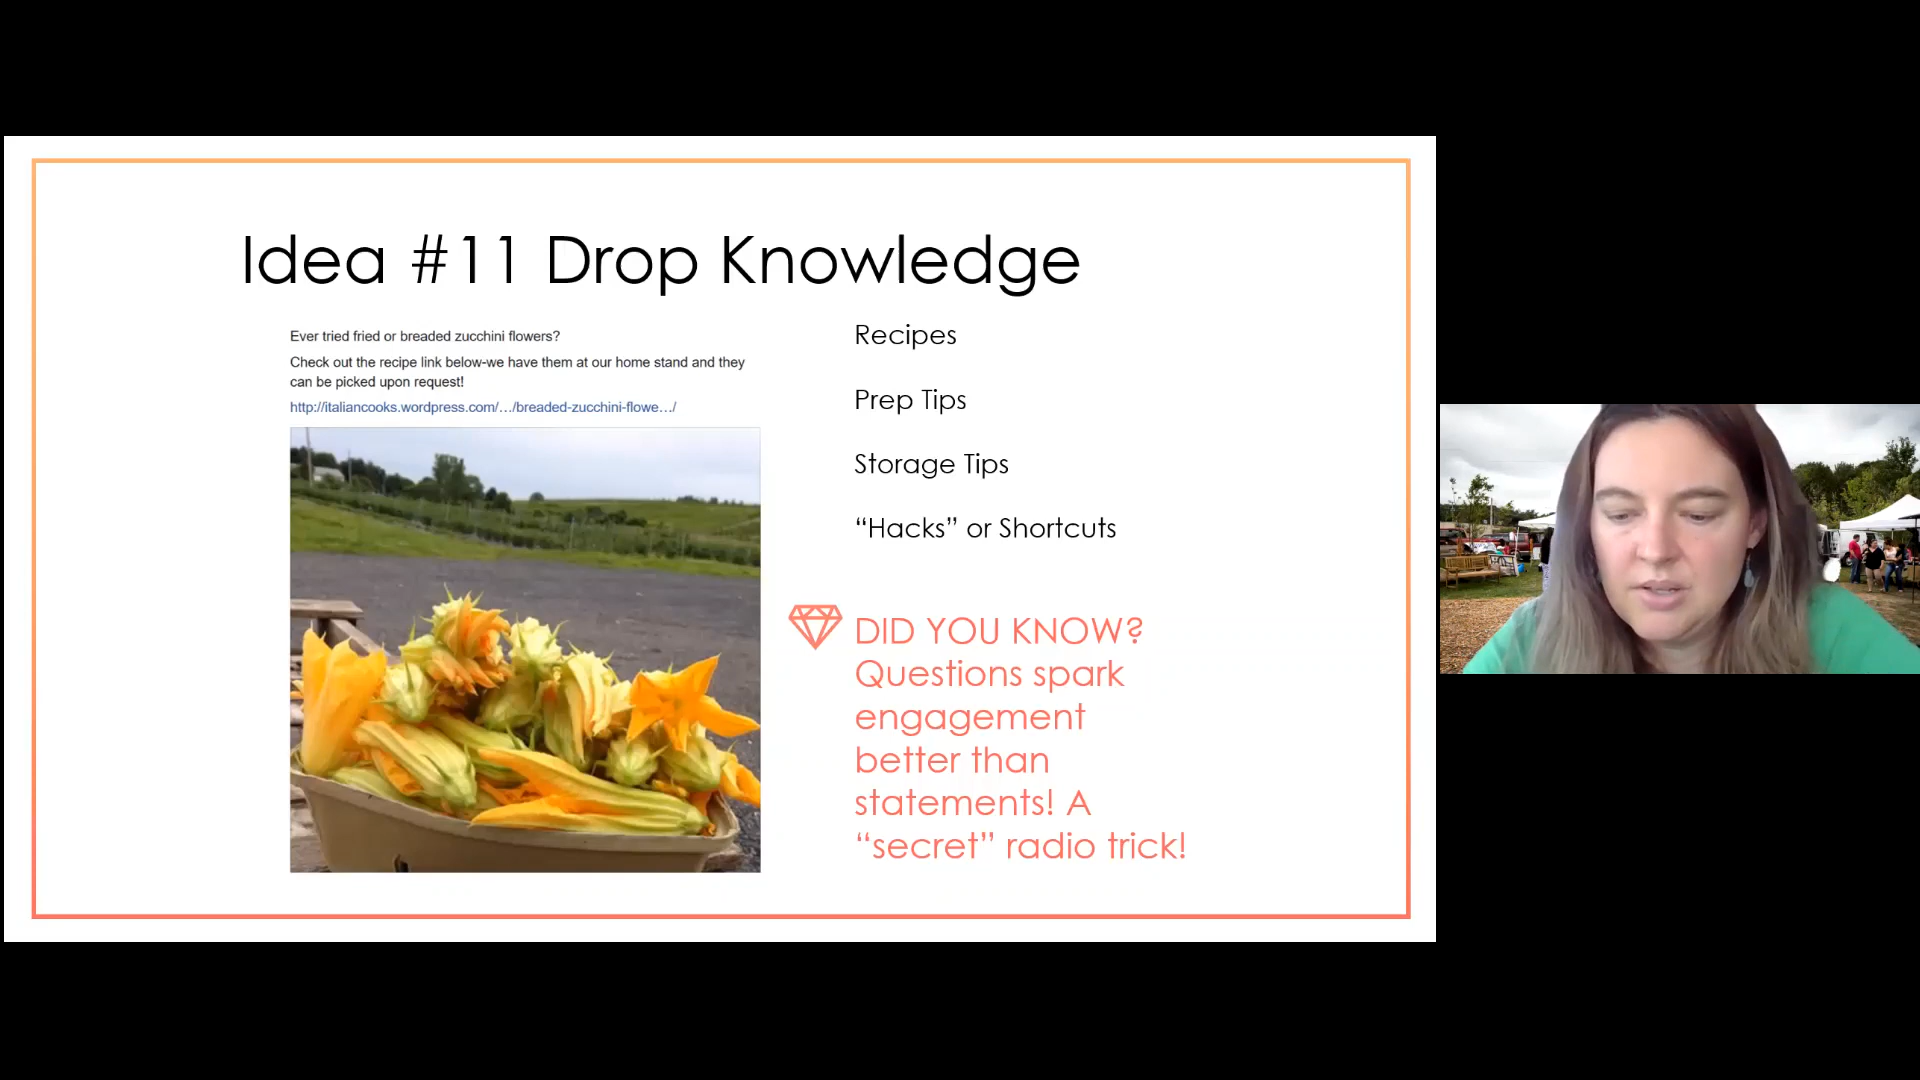 Idea #11 Drop Knowledge
Ever tried fried or breaded zucchini flowers?
Check out the recipe link below-we have them at our home stand and they
can be picked upon request!
http://italiancooks.wordpress.com/…/breaded-zucchini-flowe…/
Recipes
Prep Tips
Storage Tips
“Hacks” or Shortcuts
DID YOU KNOW?
Questions spark
engagement
better than
statements! A
“secret” radio trick!